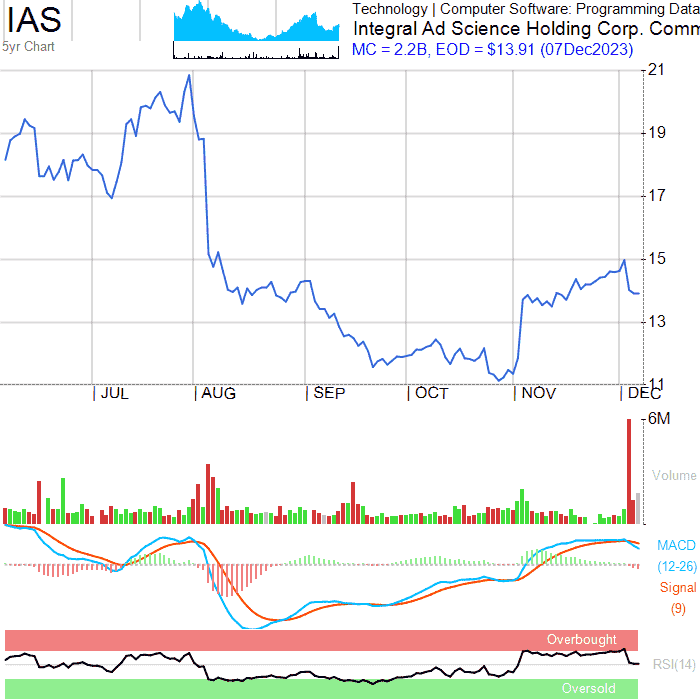 IAS
5yr Chart
Technology | Computer Software: Programming Data
Integral Ad Science Holding Corp. Comm
MC = 2.2B, EOD = $13.91 (07Dec2023)
21
19
17
15
13
11
JUL AUG SEP OCT NOV DEC
6M
Volume
MACD
(12-26)
Signal
(9)
Overbought
RSI(14)
Oversold